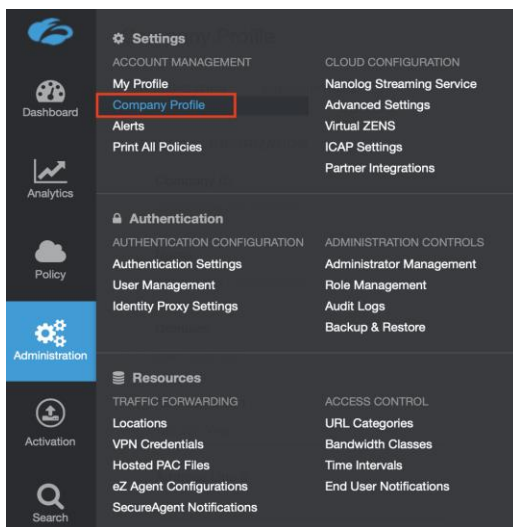 Dashboard
Analytics
Policy
Administration
Activation
Search
Settings
ACCOUNT MANAGEMENT
My Profile
Company Profile
Alerts
Print All Policies
CLOUD CONFIGURATION
Nanolog Streaming Service
Advanced Settings
Virtual ZENS
ICAP Settings
Partner Integrations
Authentication
AUTHENTICATION CONFIGURATION
Authentication Settings
User Management
Identity Proxy Settings
ADMINISTRATION CONTROLS
Administrator Management
Role Management
Audit Logs
Backup & Restore
Resources
TRAFFIC FORWARDING
Locations
VPN Credentials
Hosted PAC Files
eZ Agent Configurations
SecureAgent Notifications
ACCESS CONTROL
URL Categories
Bandwidth Classes
Time Intervals
End User Notifications